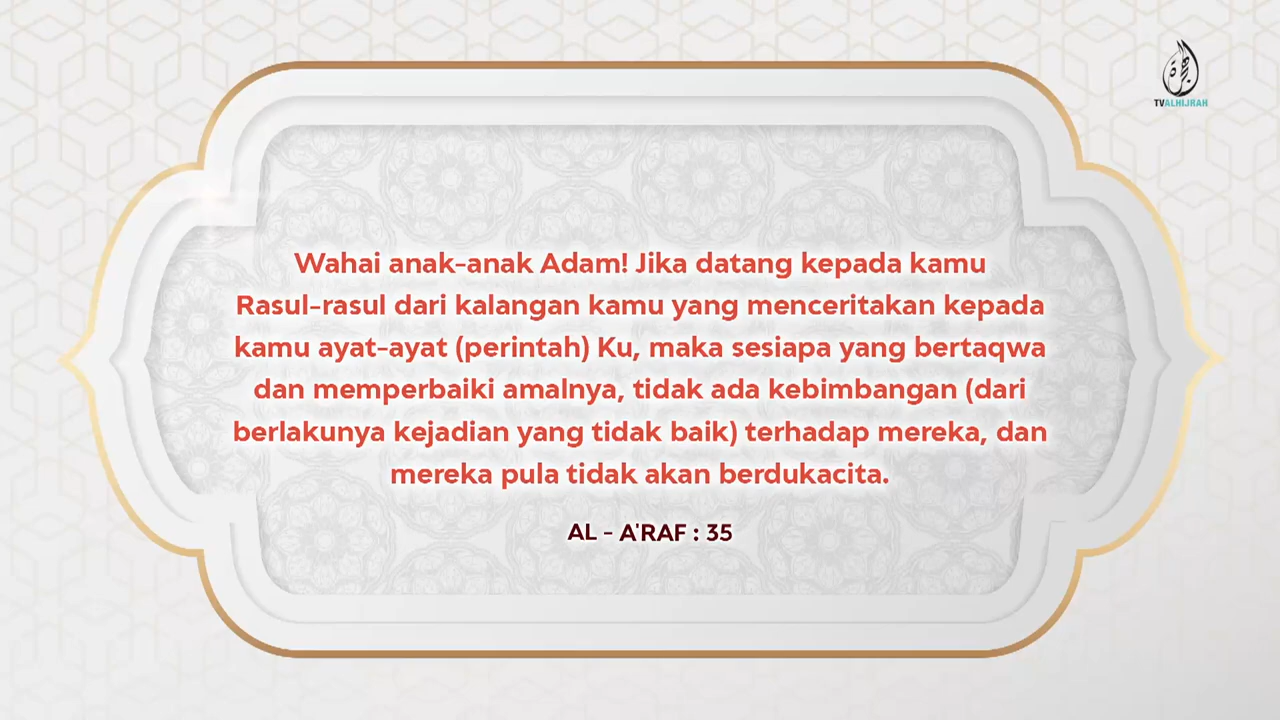 TVALHIJRAH
Wahai anak-anak Adam! Jika datang kepada kamu
Rasul-rasul dari kalangan kamu yang menceritakan kepada
kamu ayat-ayat (perintah) Ku, maka sesiapa yang bertaqwa
dan memperbaiki amalnya, tidak ada kebimbangan (dari
berlakunya kejadian yang tidak baik) terhadap mereka, dan
mereka pula tidak akan berdukacita.
AL - A'RAF : 35